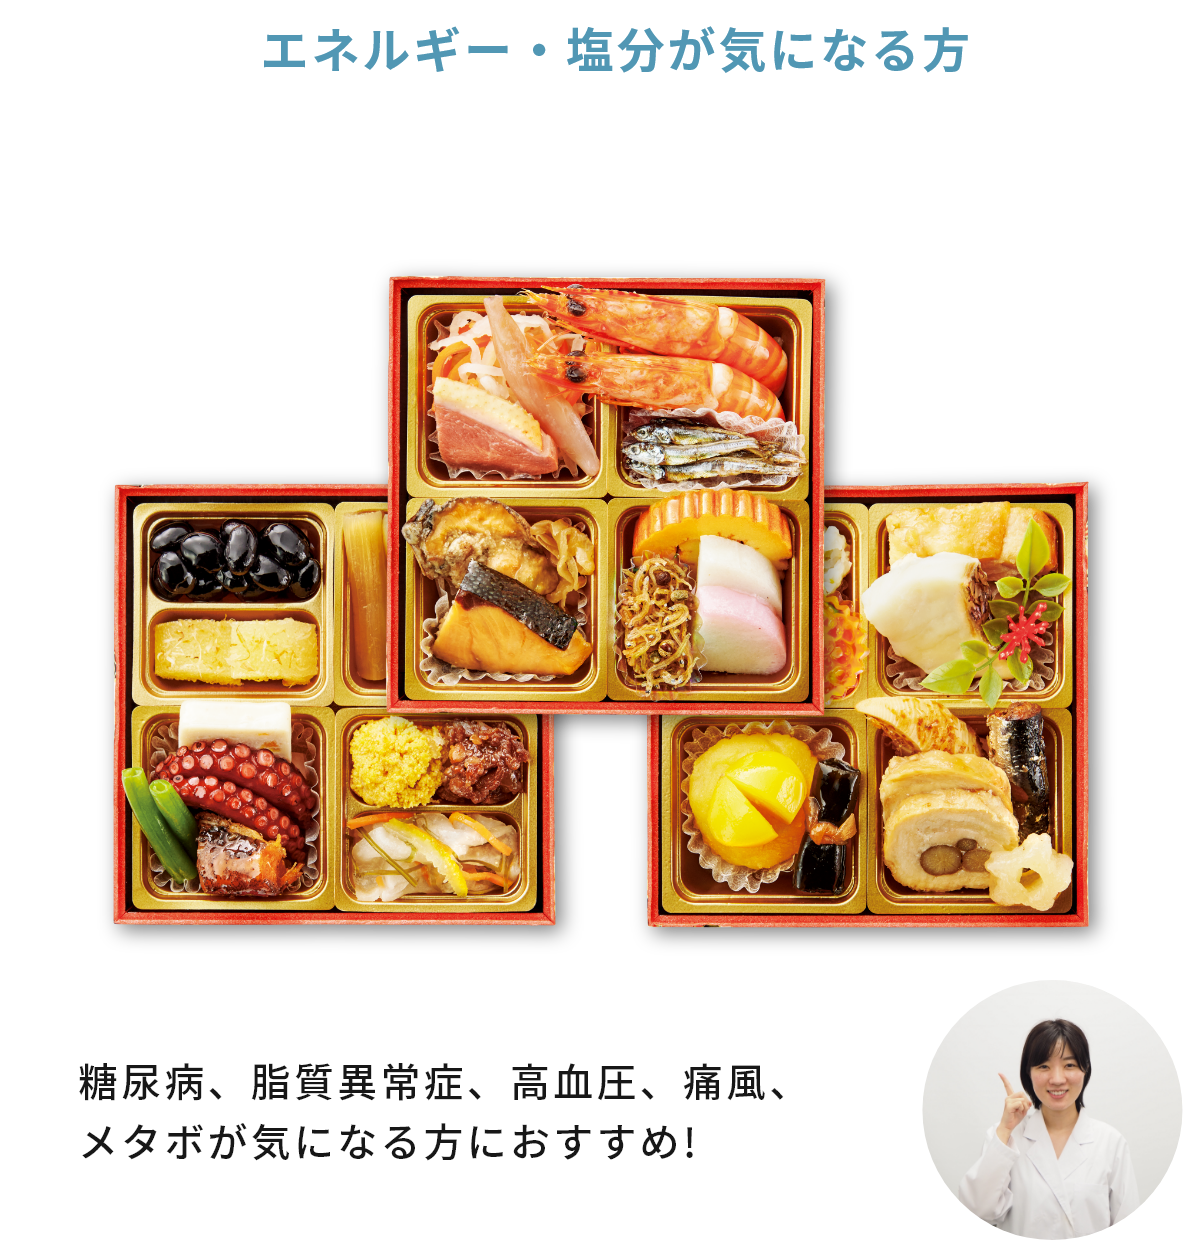 エネルギー・塩分が気になる方
糖尿病、脂質異常症、高血圧、痛風、
メタボが気になる方におすすめ!